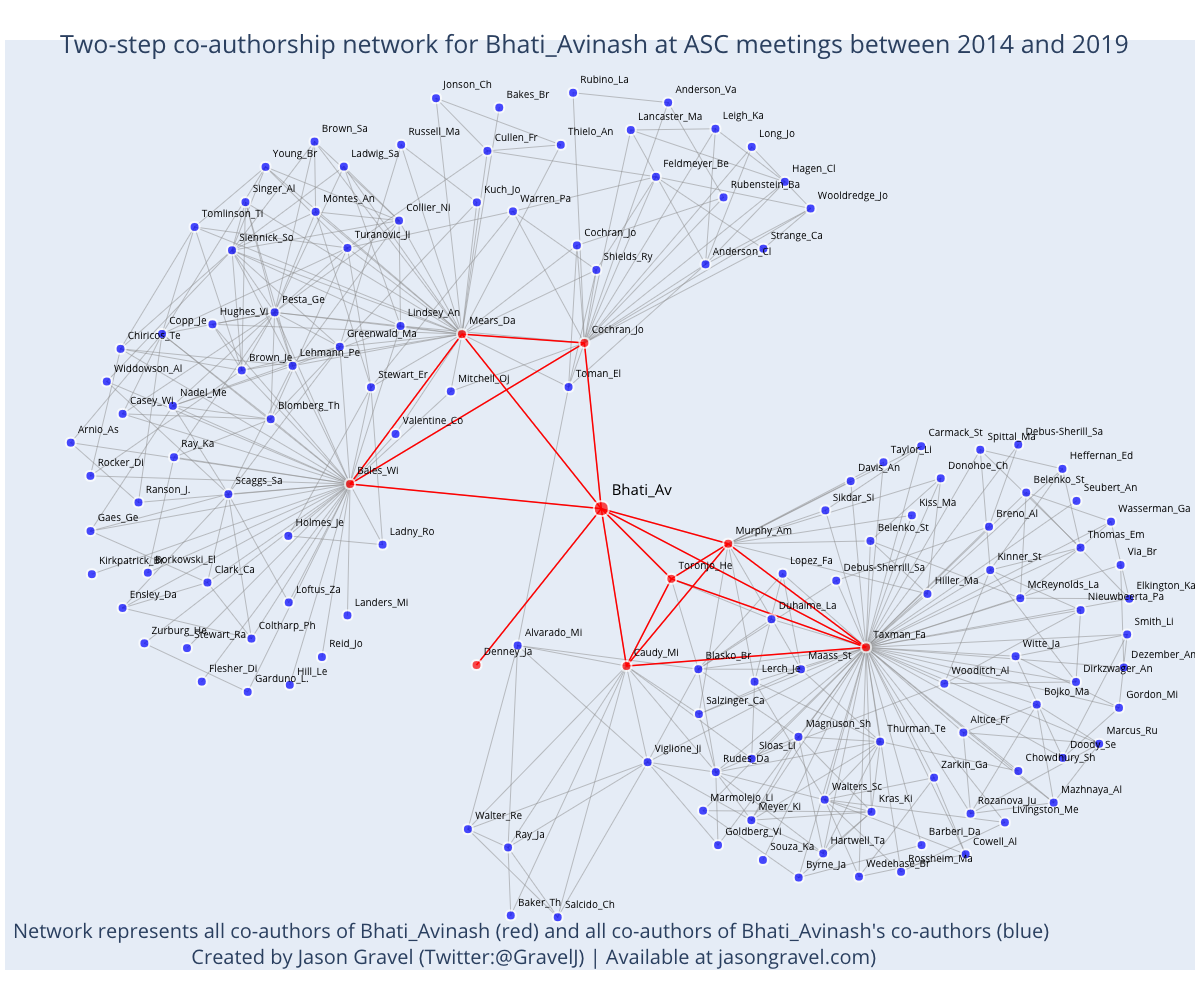 Two-step co-authorship network for Bhati_Avinash at ASC meetings between 2014 and 2019
Jonson_Ch
Rubino_La
Bakes_Br
Anderson_Va
Lancaster_Ma
Leigh_Ka
Brown_Sa
Russell_Ma
Cullen_Fr
Thielo_An
Long_Jo
Young_Br
Ladwig_Sa
Feldmeyer_Be
Hagen_Cl
Singer_Al
Montes_An
Collier_Ni
Kuch_Jo
Warren_Pa
Rubenstein_Ba
Wooldredge_Jo
Tomlinson_Ti
Siennick_So
Turanovic_Ji
Cochran_Jo
Shields_Ry
Strange_Ca
Anderson_Cl
Pesta_Ge
Hughes_Vi
Lindsey_An
Mears_Da
Copp_Je
Chiricos_Te
Greenwald_Ma
Cochran_Jo
Widdowson_Al
Brown_Je
Lehmann_Pe
Stewart_Er
Mitchell_Oj
Toman_El
Casey_Wi
Nadel_Me
Blomberg_Th
Valentine_Co
Arnio_As
Ray_Ka
Carmack_St
Spittal_Ma
Debus-Sherill_Sa
Taylor_Li
Rocker_Di
Scaggs_Sa
Bales_Wi
Davis_An
Donohoe_Ch
Heffernan_Ed
Ranson_J.
Bhati_Av
Sikdar_Si
Kiss_Ma
Belenko_St
Seubert_An
Gaes_Ge
Holmes_Je
Ladny_Ro
Murphy_Am
Belenko_St
Breno_Al
Wasserman_Ga
Thomas_Em
Kirkpatrick_Br
Borkowski_El
Clark_Ca
Toronjo_He
Lopez_Fa
Debus-Sherrill_Sa
Kinner_St
Via_Br
Ensley_Da
Loftus_Za
Landers_Mi
Duhaime_La
Hiller_Ma
McReynolds_La
Nieuwbeerta_Pa
Elkington_Ka
Zurburg_He
Stewart_Ra
Coltharp_Ph
Reid_Jo
Alvarado_Mi
Denney_Ja
Caudy_Mi
Taxman_Fa
Smith_Li
Flesher_Di
Garduno_L.
Hill_Le
Blasko_Br
Lerch_Je
Maass_St
Witte_Ja
Wooditch_Al
Dirkzwager_An
Dezember_An
Salzinger_Ca
Magnuson_Sh
Thurman_Te
Bojko_Ma
Gordon_Mi
Viglione_Ji
Rudes_Da
Sloas_Li
Altice_Fr
Marcus_Ru
Doody_Se
Chowdhury_Sh
Zarkin_Ga
Marmolejo_Li
Meyer_Ki
Walters_Sc
Kras_Ki
Rozanova_Ju
Livingston_Me
Mazhnaya_Al
Walter_Re
Ray_Ja
Goldberg_Vi
Souza_Ka
Hartwell_Ta
Barberi_Da
Cowell_Al
Byrne_Ja
Wedehase_Br
Rossheim_Ma
Baker_Th
Salcido_Ch
Network represents all co-authors of Bhati_Avinash (red) and all co-authors of Bhati_Avinash's co-authors (blue)
Created by Jason Gravel (Twitter:@GravelJ) | Available at jasongravel.com)